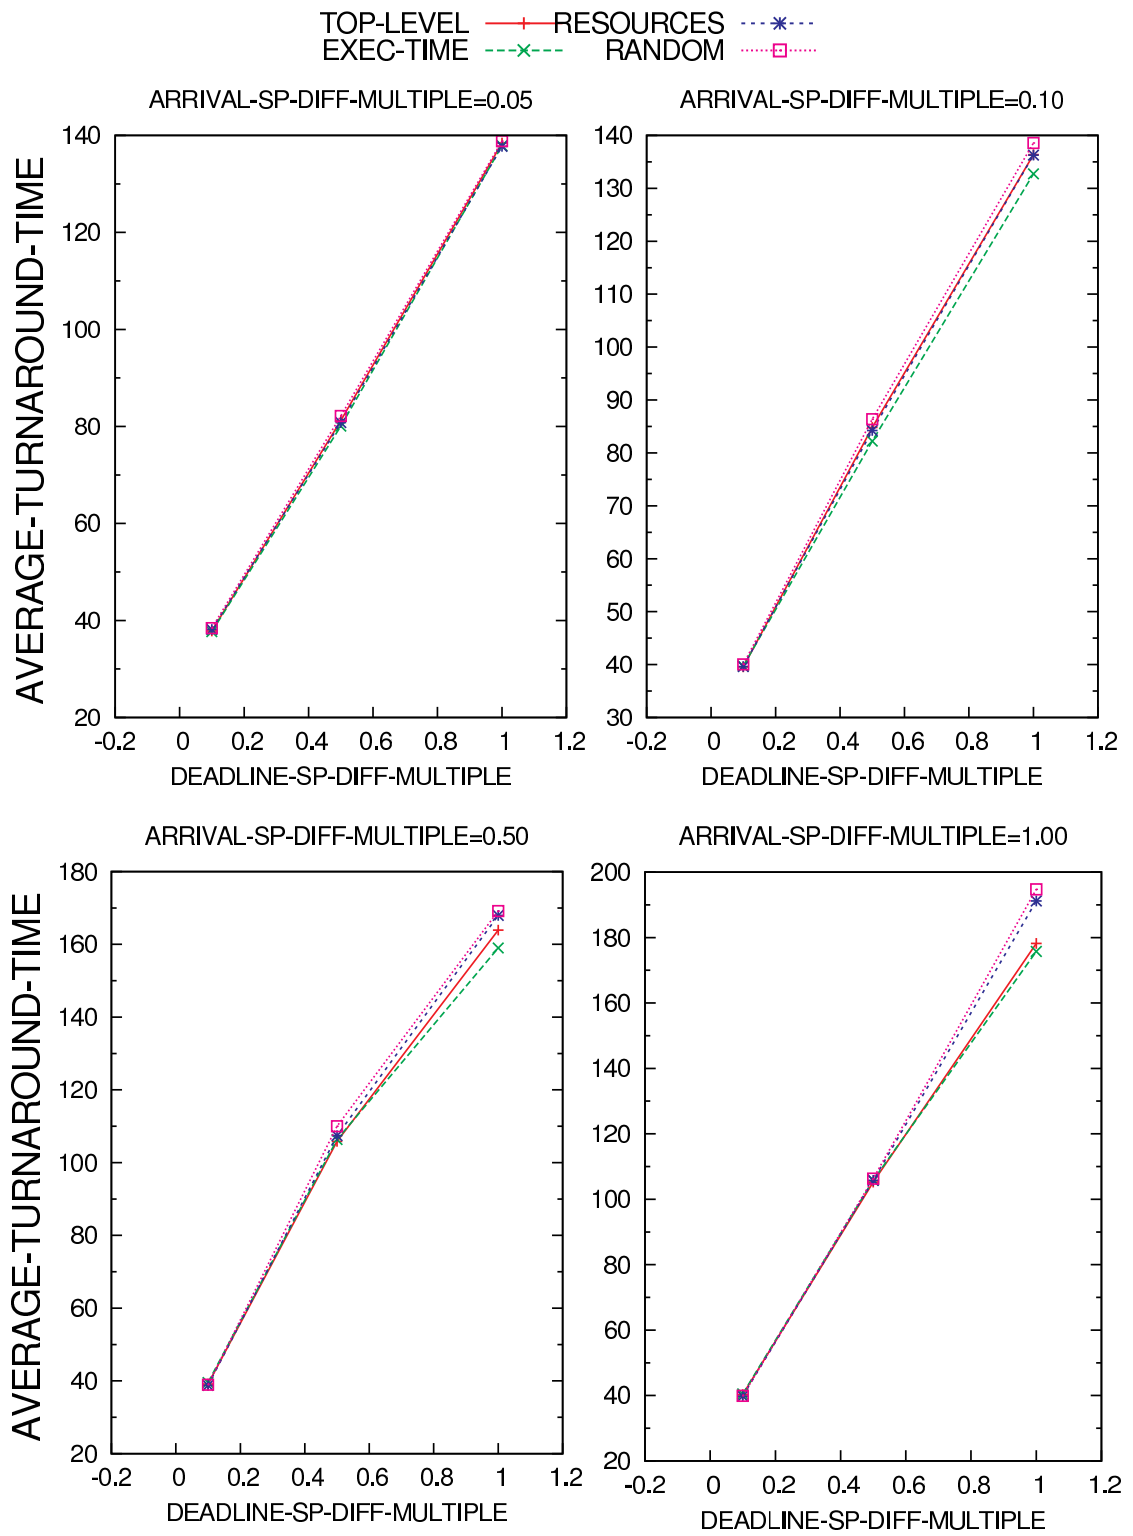 TOP-LEVEL RESOURCES
EXEC-TIME RANDOM
ARRIVAL-SP-DIFF-MULTIPLE=0.05
AVERAGE-TURNAROUND-TIME
140
120
100
80
60
40
20
-0.2 0 0.2 0.4 0.6 0.8 1 1.2
DEADLINE-SP-DIFF-MULTIPLE
ARRIVAL-SP-DIFF-MULTIPLE=0.10
140
130
120
110
100
90
80
70
60
50
40
30
-0.2 0 0.2 0.4 0.6 0.8 1 1.2
DEADLINE-SP-DIFF-MULTIPLE
ARRIVAL-SP-DIFF-MULTIPLE=0.50
AVERAGE-TURNAROUND-TIME
180
160
140
120
100
80
60
40
20
-0.2 0 0.2 0.4 0.6 0.8 1 1.2
DEADLINE-SP-DIFF-MULTIPLE
ARRIVAL-SP-DIFF-MULTIPLE=1.00
200
180
160
140
120
100
80
60
40
20
-0.2 0 0.2 0.4 0.6 0.8 1 1.2
DEADLINE-SP-DIFF-MULTIPLE